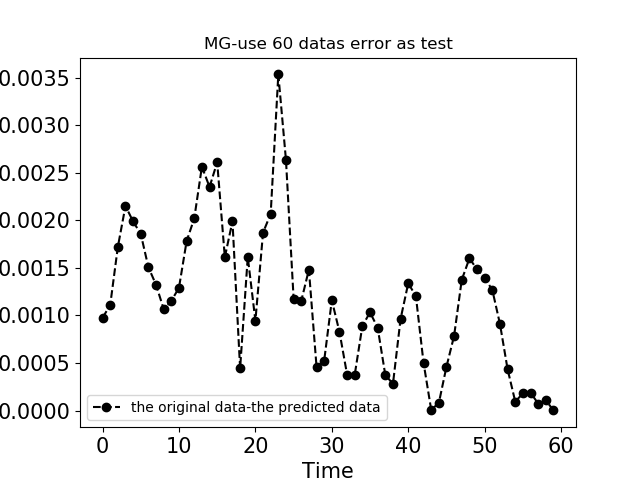 MG-use 60 datas error as test
0.0035
0.0030
0.0025
0.0020
0.0015
0.0010
0.0005
0.0000
the original data-the predicted data
0 10 20 30 40 50 60
Time